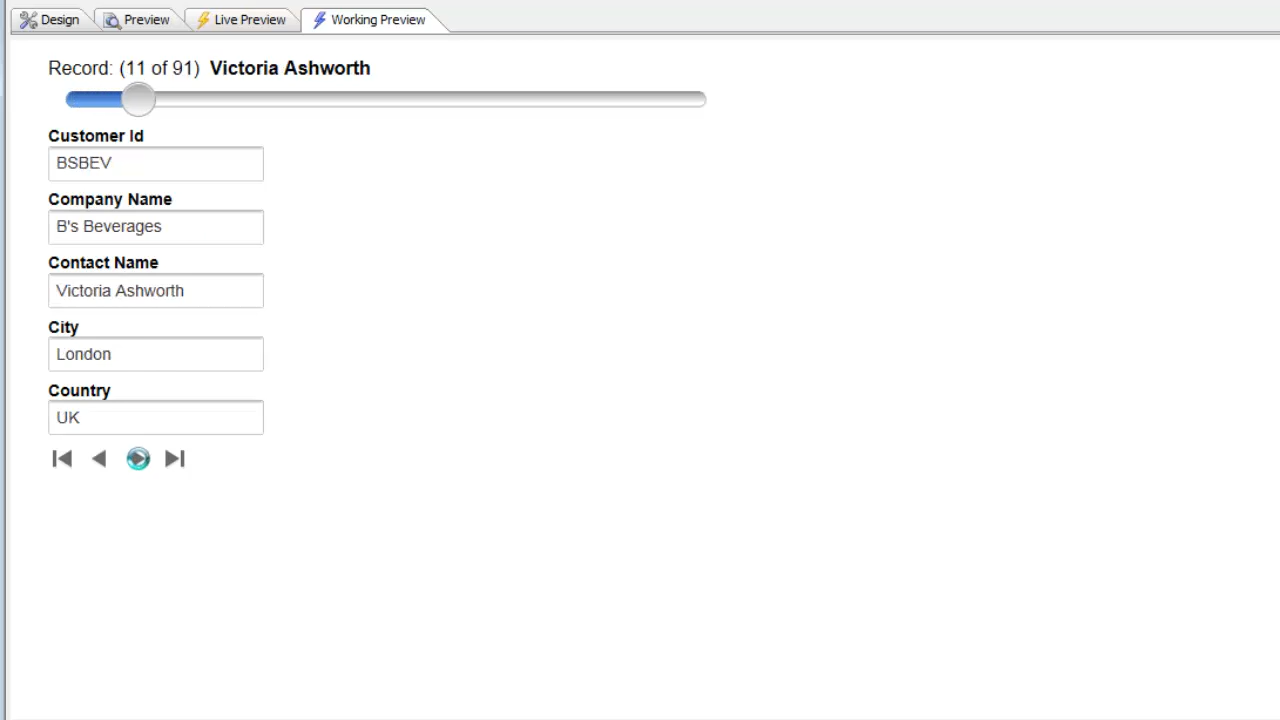 Design Preview Live Preview Working Preview
Record: (11 of 91) Victoria Ashworth
Customer Id
BSBEV
Company Name
B's Beverages
Contact Name
Victoria Ashworth
City
London
Country
UK